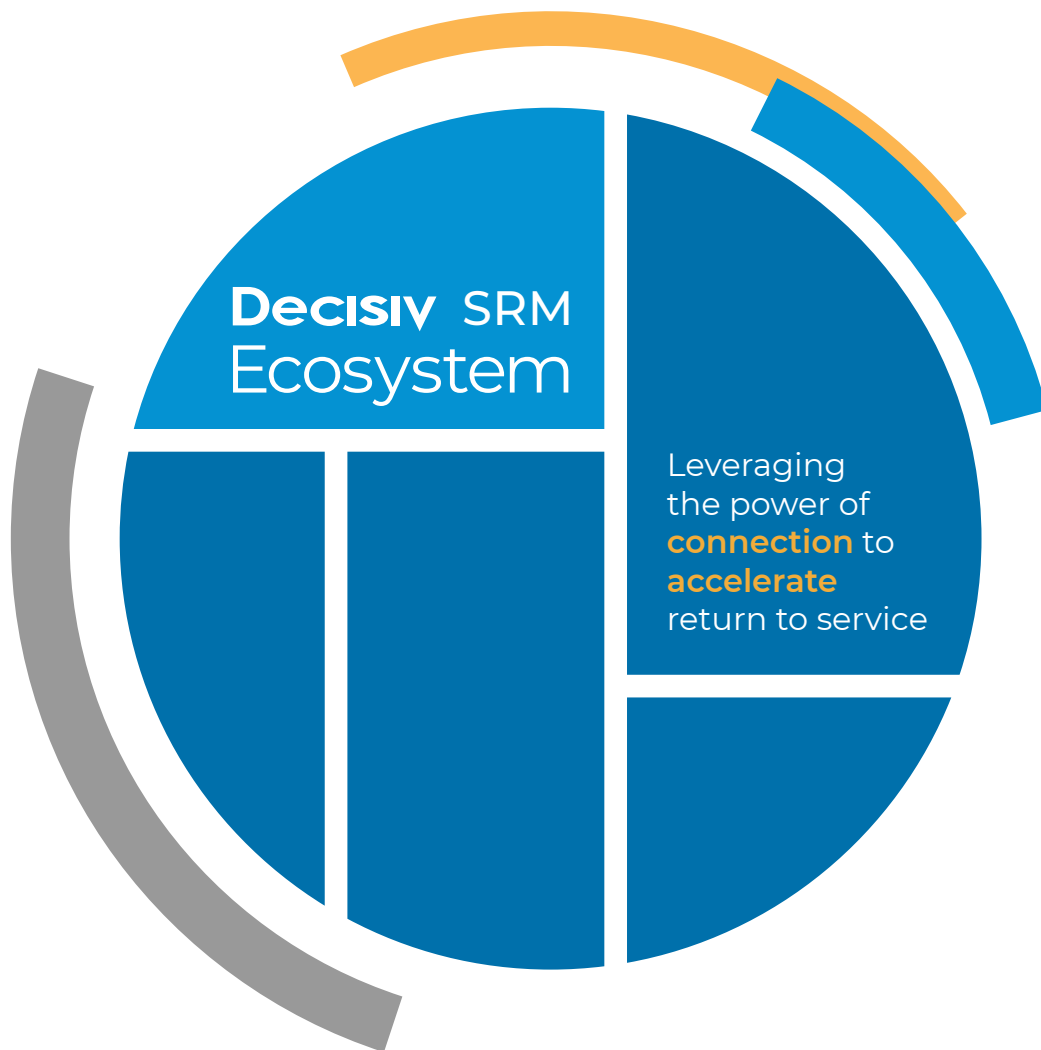 Decisiv SRM
Ecosystem
Leveraging
the power of
connection to
accelerate
return to service